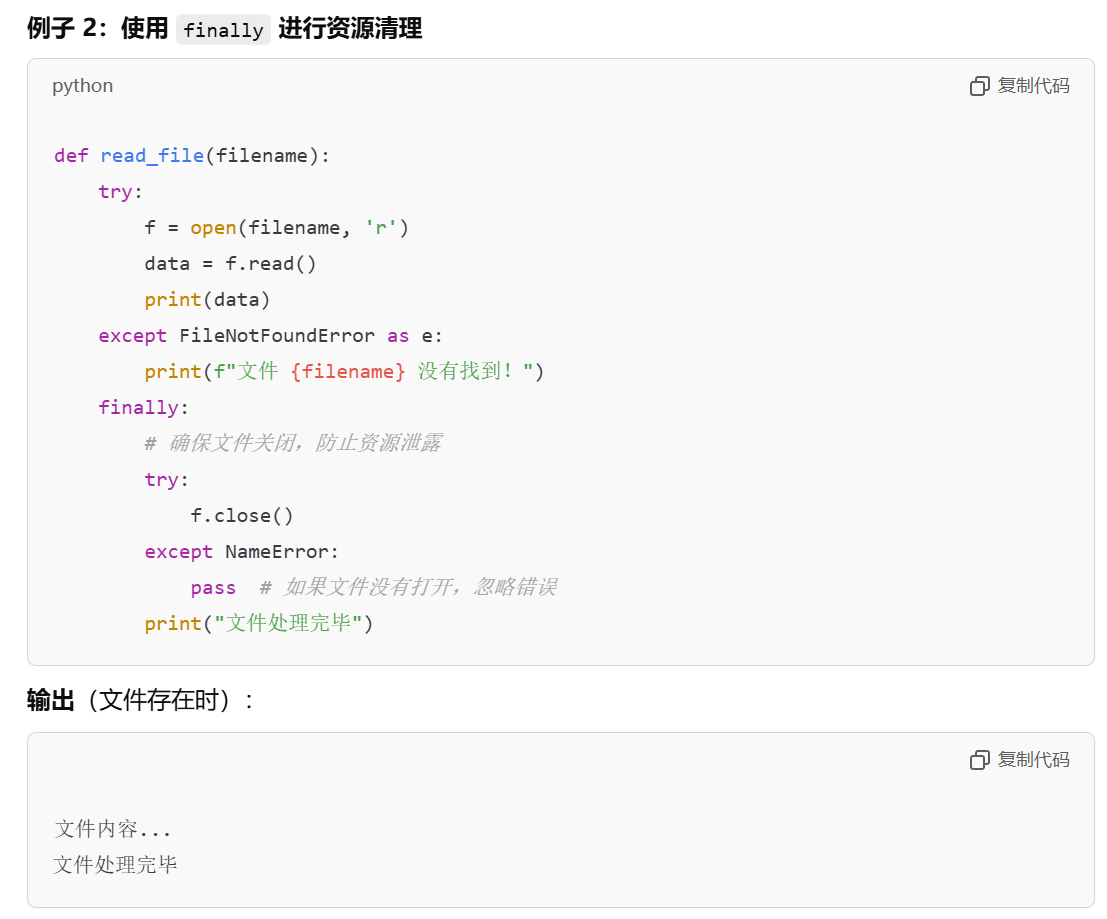 例子 2：使用 finally 进行资源清理
python
复制代码
def read_file(filename):
    try:
        f = open(filename, 'r')
        data = f.read()
        print(data)
    except FileNotFoundError as e:
        print(f"文件 {filename} 没有找到！")
    finally:
        # 确保文件关闭，防止资源泄露
        try:
            f.close()
        except NameError:
            pass  # 如果文件没有打开，忽略错误
        print("文件处理完毕")
输出（文件存在时）：
复制代码
文件内容...
文件处理完毕